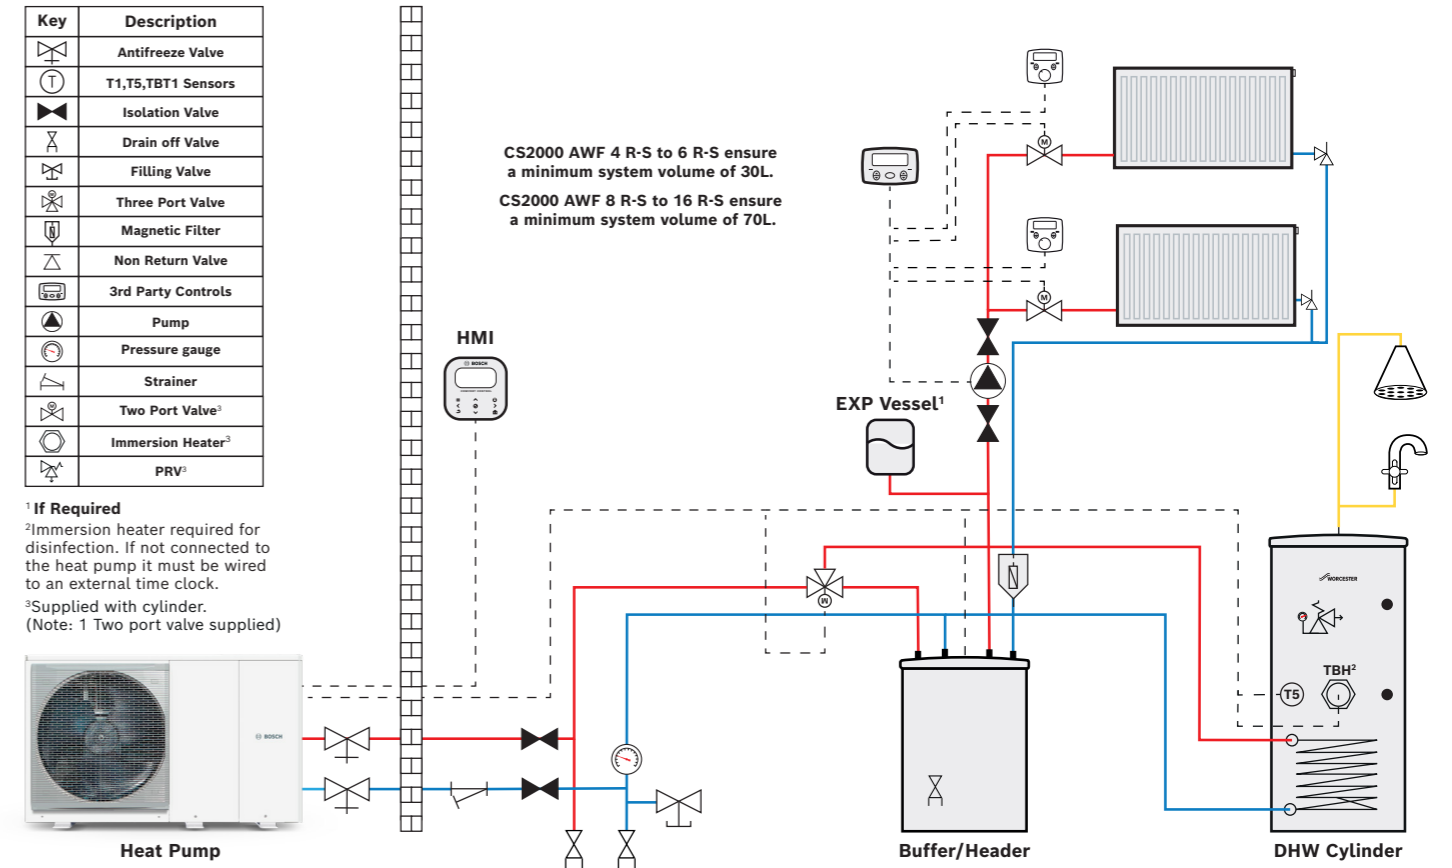 Key Description
Antifreeze Valve
T T1,T5,TBT1 Sensors
Isolation Valve
Drain off Valve
Filling Valve
M Three Port Valve
Magnetic Filter
Non Return Valve
3rd Party Controls
Pump
Pressure gauge
Strainer
M Two Port Valve³
Immersion Heater³
PRV³
¹ If Required
²Immersion heater required for
disinfection. If not connected to
the heat pump it must be wired
to an external time clock.
³Supplied with cylinder.
(Note: 1 Two port valve supplied)
CS2000 AWF 4 R-S to 6 R-S ensure
a minimum system volume of 30L.
CS2000 AWF 8 R-S to 16 R-S ensure
a minimum system volume of 70L.
HMI
BOSCH
M
M
EXP Vessel¹
M
WORCESTER
TBH²
T5
BOSCH
Heat Pump
Buffer/Header
DHW Cylinder